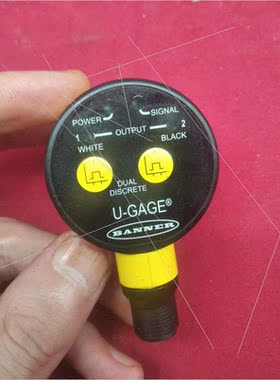 POWER SIGNAL
1 OUTPUT 2
WHITE BLACK
DUAL
DISCRETE
U-GAGE®
BANNER